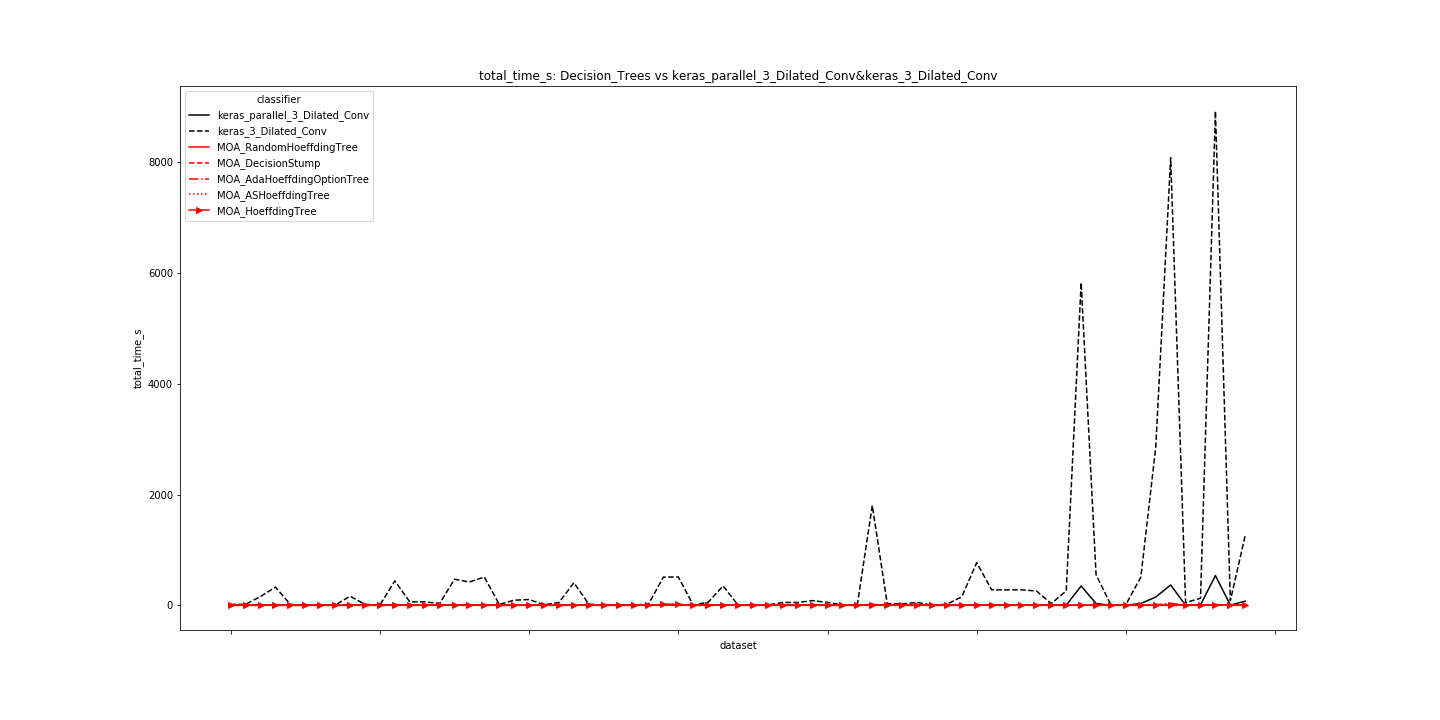 total_time_s: Decision_Trees vs keras_parallel_3_Dilated_Conv&keras_3_Dilated_Conv
classifier
keras_parallel_3_Dilated_Conv
keras_3_Dilated_Conv
MOA_RandomHoeffdingTree
MOA_DecisionStump
MOA_AdaHoeffdingOptionTree
MOA_ASHoeffdingTree
MOA_HoeffdingTree
8000
6000
4000
2000
0
total_time_s
dataset